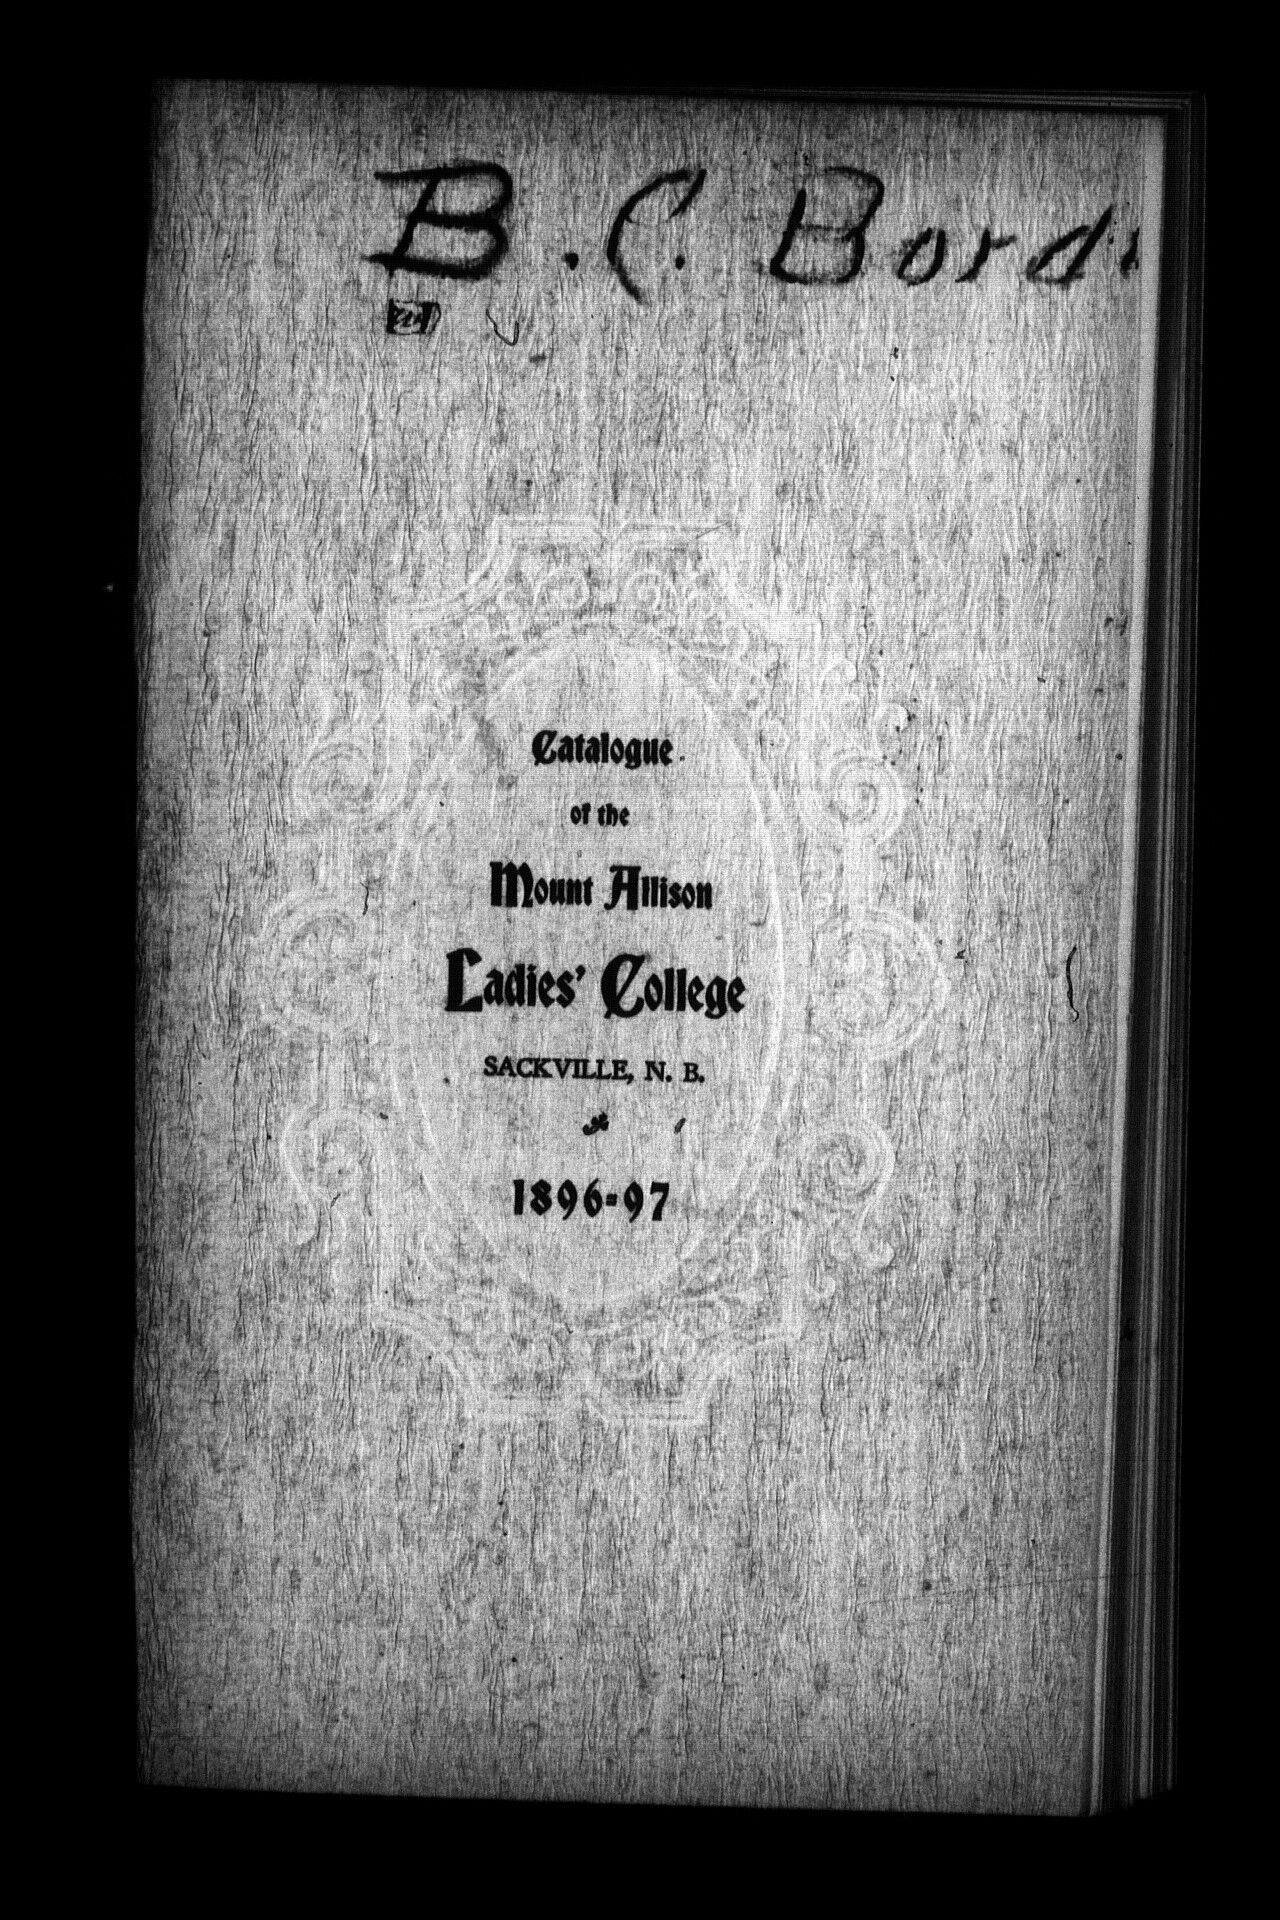 B. C. Bord
Catalogue
of the
Mount Allison
Ladies' College
SACKVILLE, N. B.
1896-97